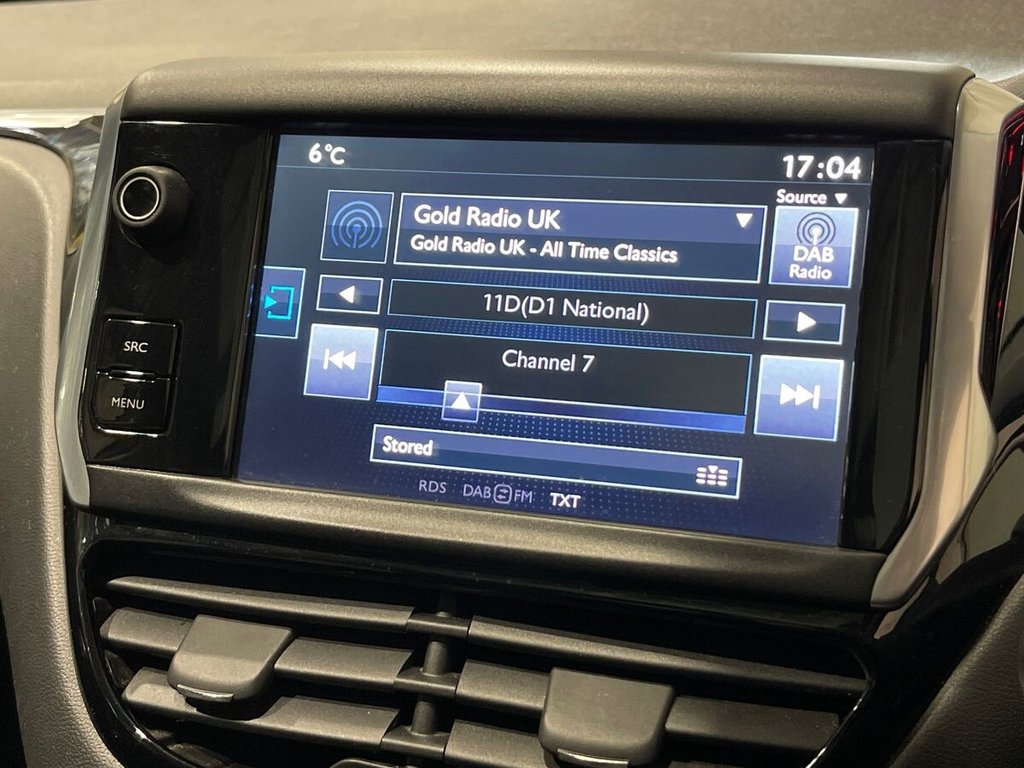 6°C
17:04
Source
Gold Radio UK
Gold Radio UK - All Time Classics
DAB
Radio
11D(D1 National)
SRC
Channel 7
MENU
Stored
RDS DAB FM TXT